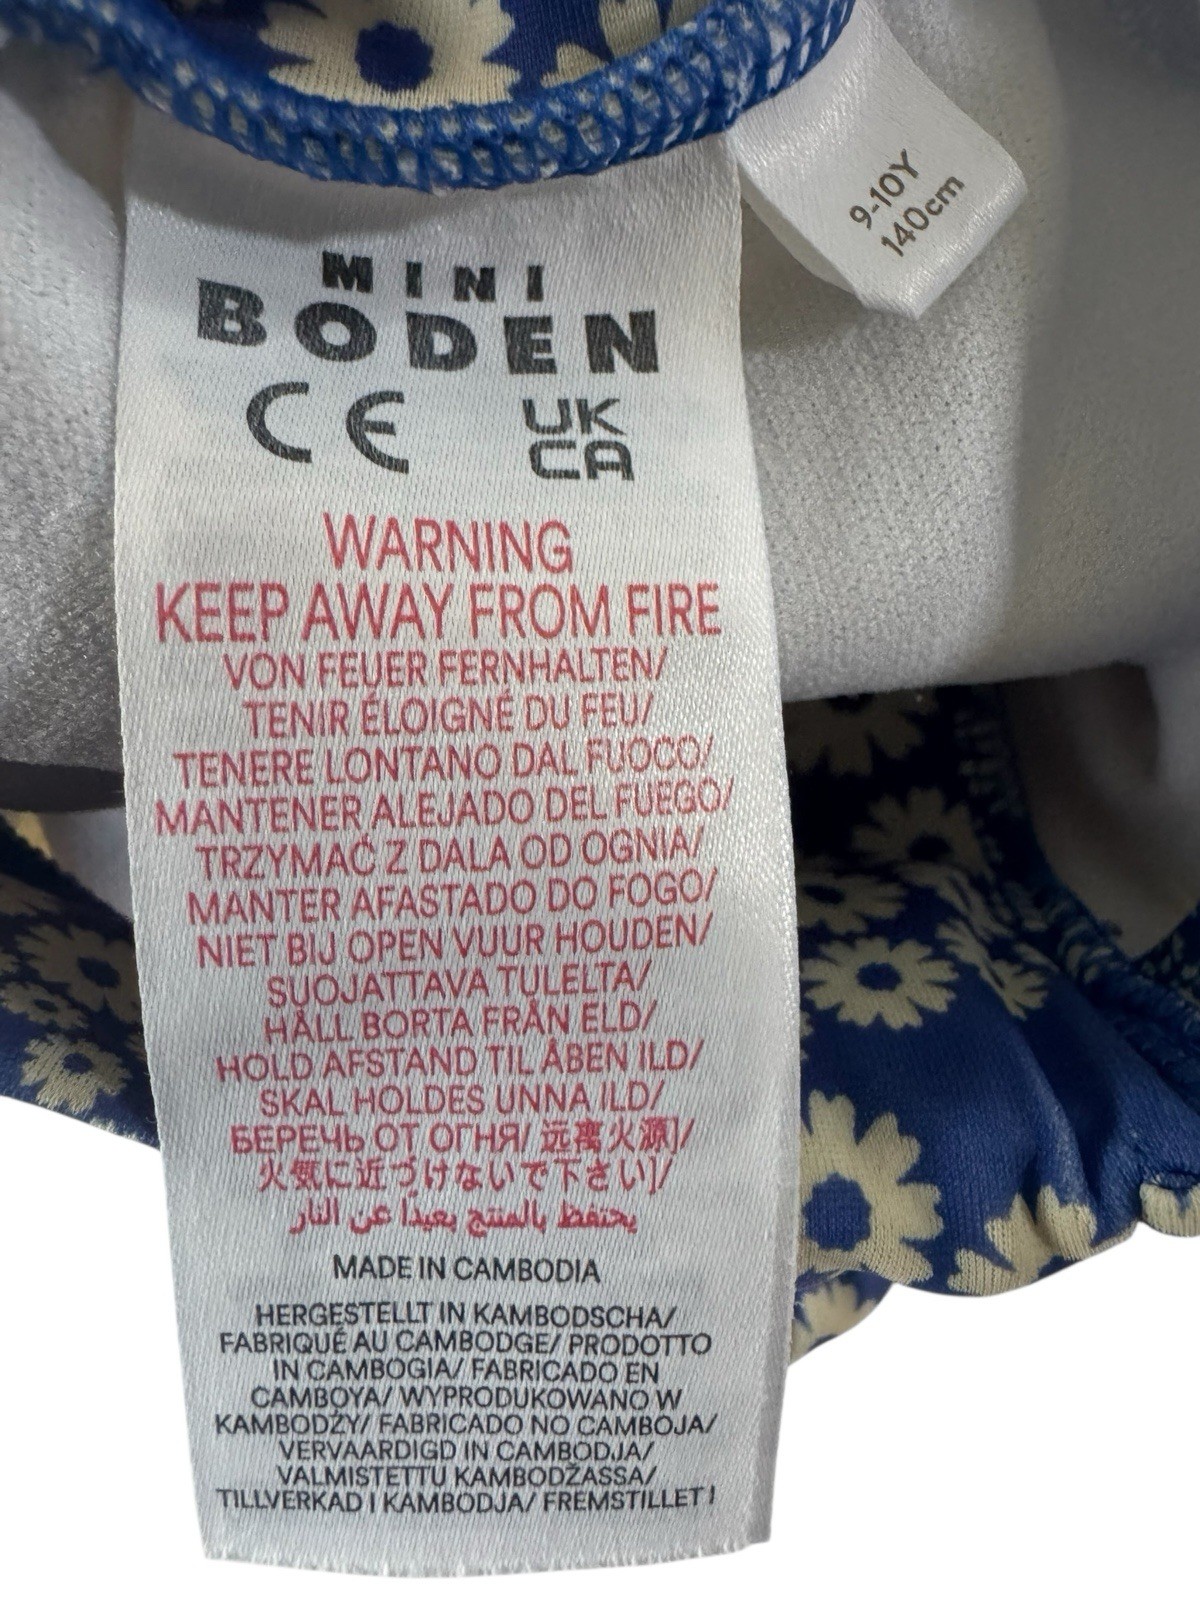 9-10Y
140cm
MINI
BODEN
CE
UK
CA
WARNING
KEEP AWAY FROM FIRE
VON FEUER FERNHALTEN/
TENIR ÉLOIGNÉ DU FEU/
TENERE LONTANO DAL FUOCO/
MANTENER ALEJADO DEL FUEGO/
TRZYMAĆ Z DALA OD OGNIA/
MANTER AFASTADO DO FOGO/
NIET BIJ OPEN VUUR HOUDEN/
SUOJATTAVA TULELTA/
HÅLL BORTA FRÅN ELD/
HOLD AFSTAND TIL ÅBEN ILD/
SKAL HOLDES UNNA ILD/
БЕРЕЧЬ ОТ ОГНЯ/ 远离火源]/
火気に近づけないで下さい]/
يحتفظ بالمنتج بعيدًا عن النار
MADE IN CAMBODIA
HERGESTELLT IN KAMBODSCHA/
FABRIQUÉ AU CAMBODGE/ PRODOTTO
IN CAMBOGIA/ FABRICADO EN
CAMBOYA/ WYPRODUKOWANO W
KAMBODŻY/ FABRICADO NO CAMBOJA/
VERVAARDIGD IN CAMBODJA/
VALMISTETTU KAMBODŽASSA/
TILLVERKAD I KAMBODJA/ FREMSTILLET I